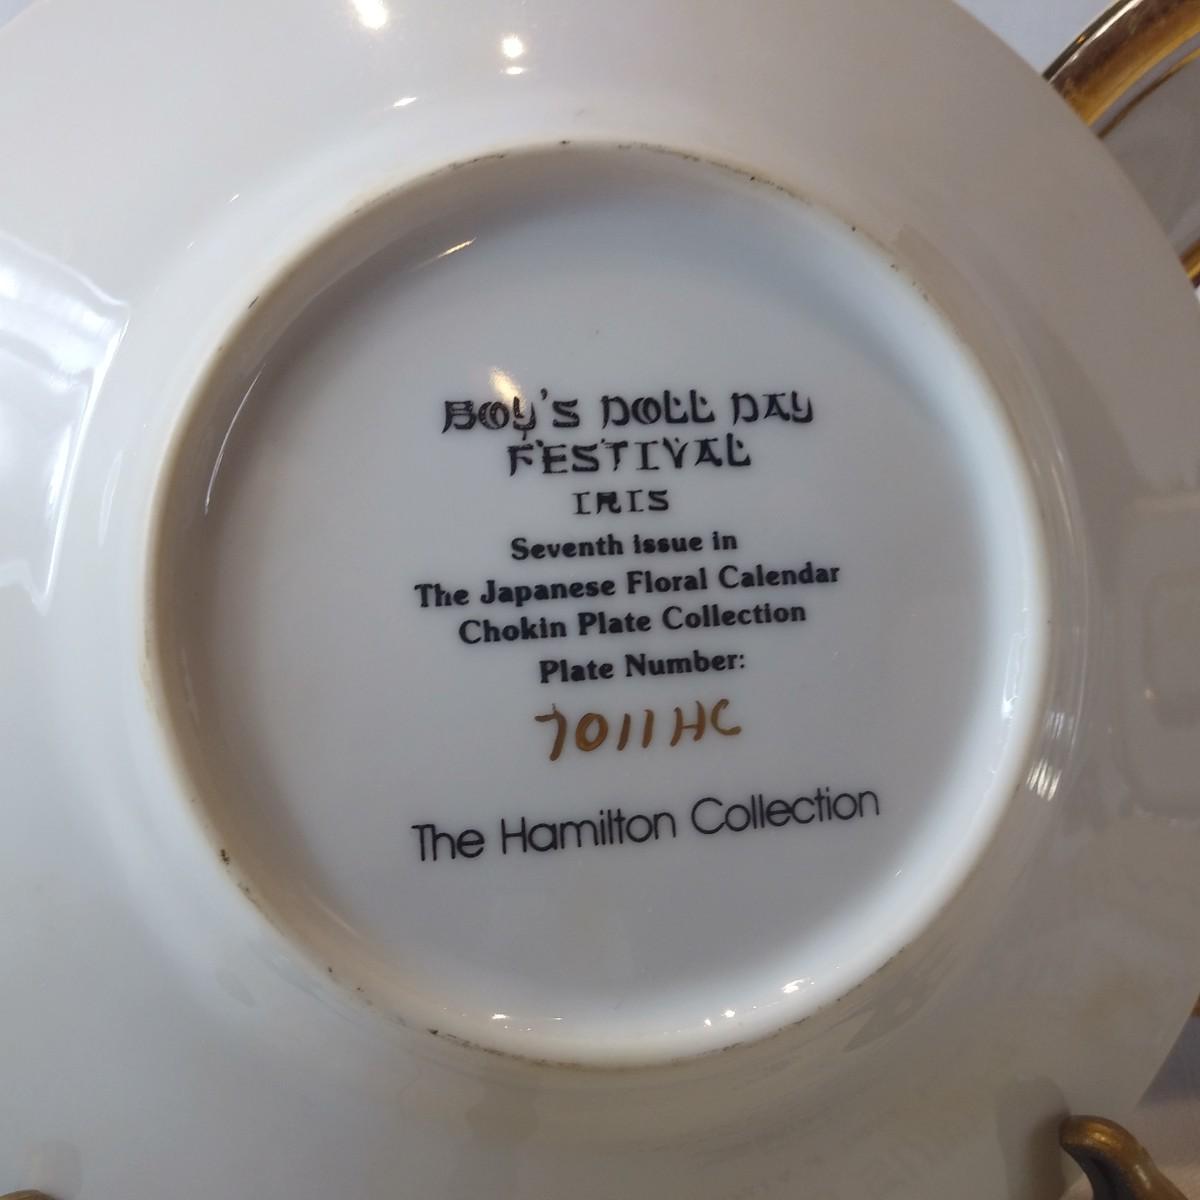 BOY'S DOLL DAY
FESTIVAL
IRIS
Seventh issue in
The Japanese Floral Calendar
Chokin Plate Collection
Plate Number:
7011HC
The Hamilton Collection